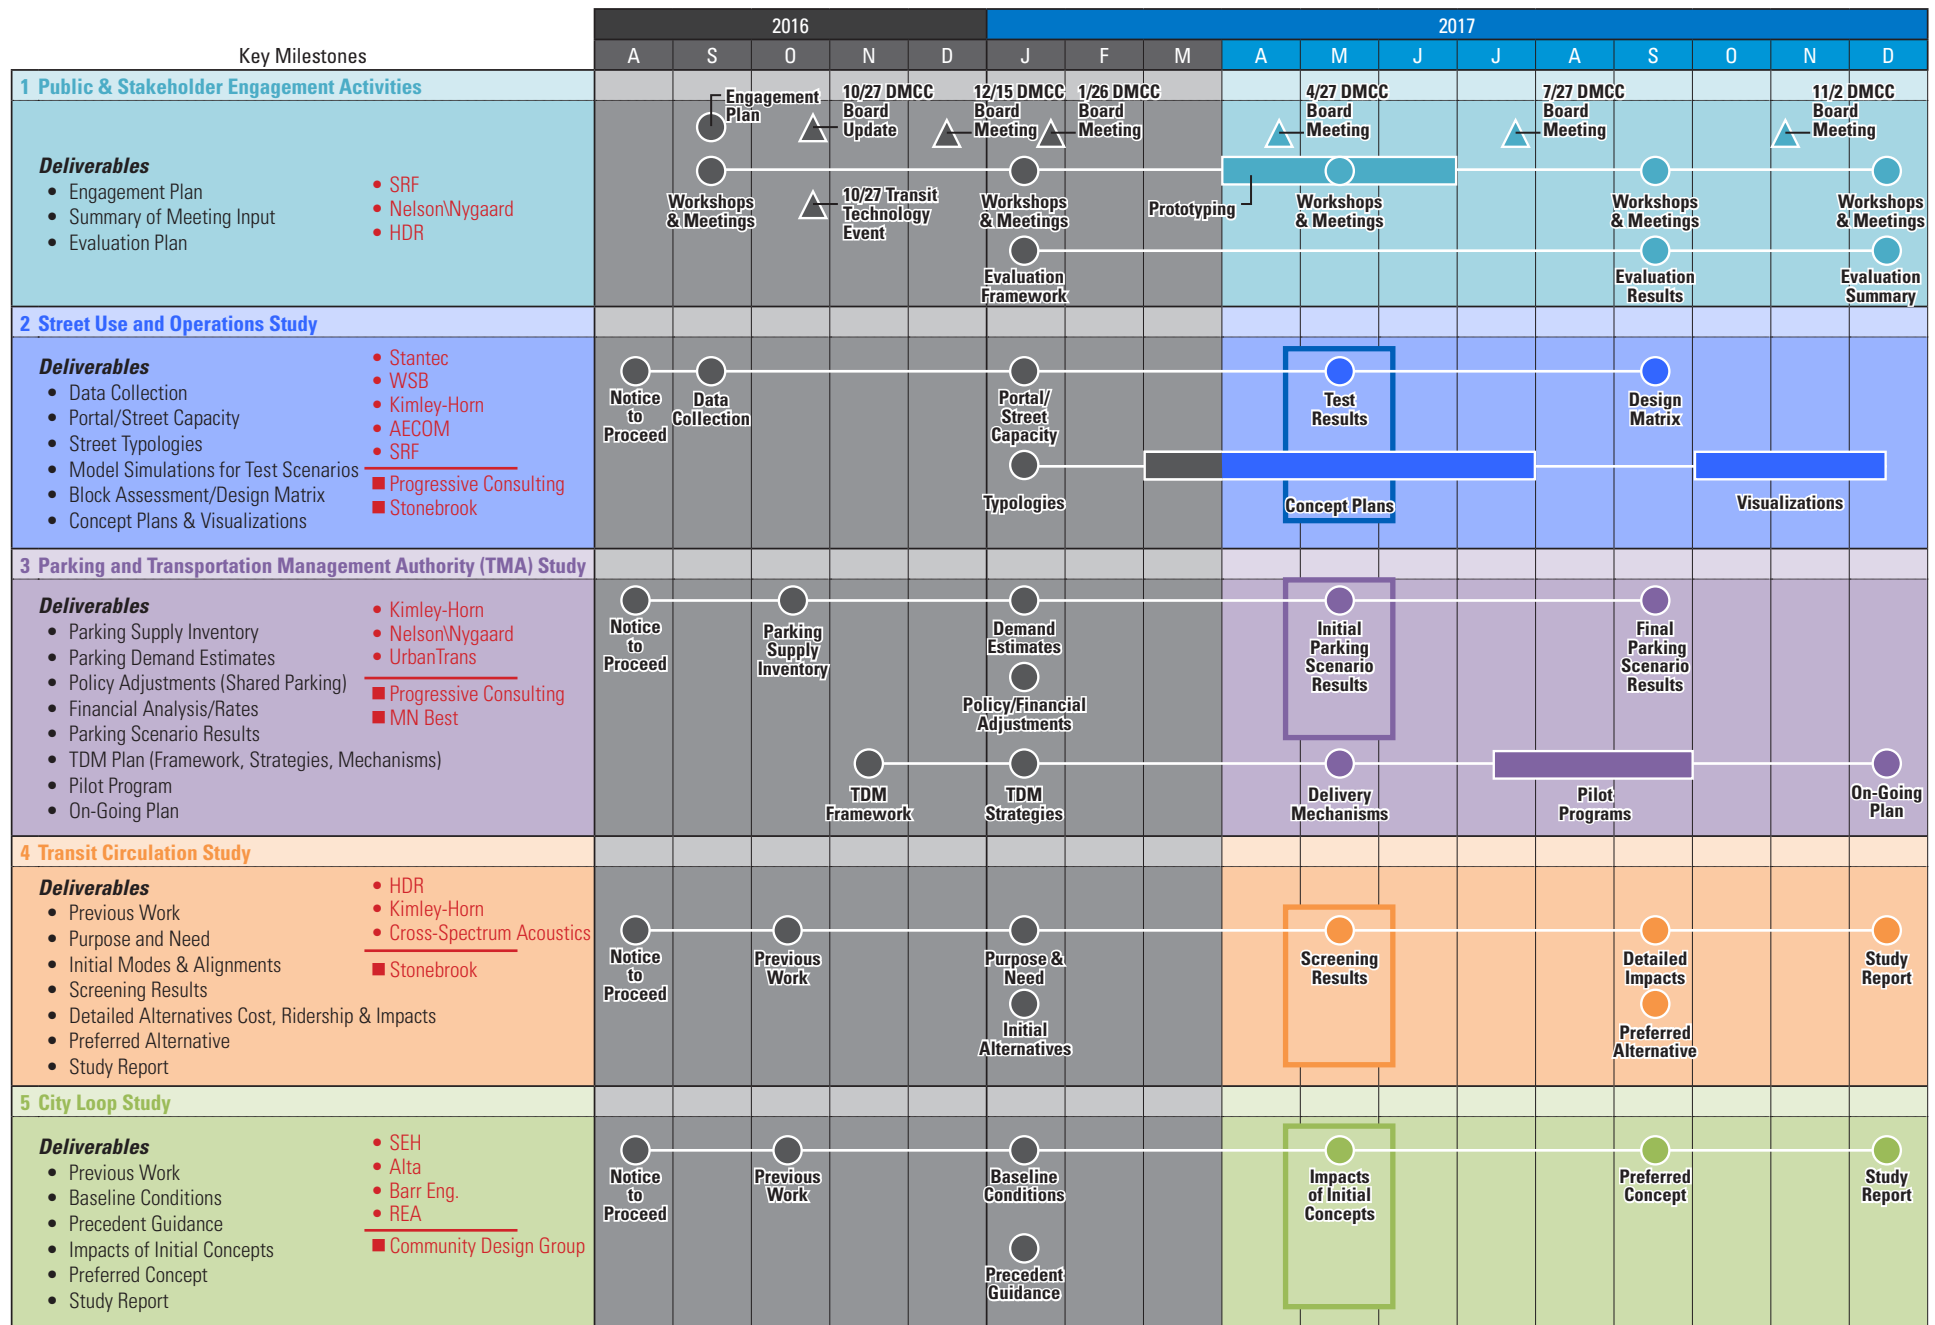 2016
2017
Key Milestones
A S O N D J F M A M J J A S O N D
1 Public & Stakeholder Engagement Activities
Deliverables
• Engagement Plan
• Summary of Meeting Input
• Evaluation Plan
• SRF
• Nelson\Nygaard
• HDR
Engagement
Plan
10/27 DMCC
Board
Update
12/15 DMCC
Board
Meeting
1/26 DMCC
Board
Meeting
4/27 DMCC
Board
Meeting
7/27 DMCC
Board
Meeting
11/2 DMCC
Board
Meeting
Workshops
& Meetings
10/27 Transit
Technology
Event
Workshops
& Meetings
Prototyping
Workshops
& Meetings
Workshops
& Meetings
Workshops
& Meetings
Evaluation
Framework
Evaluation
Results
Evaluation
Summary
2 Street Use and Operations Study
Deliverables
• Data Collection
• Portal/Street Capacity
• Street Typologies
• Model Simulations for Test Scenarios
• Block Assessment/Design Matrix
• Concept Plans & Visualizations
• Stantec
• WSB
• Kimley-Horn
• AECOM
• SRF
■ Progressive Consulting
■ Stonebrook
Notice
to
Proceed
Data
Collection
Portal/
Street
Capacity
Test
Results
Design
Matrix
Typologies
Concept Plans
Visualizations
3 Parking and Transportation Management Authority (TMA) Study
Deliverables
• Parking Supply Inventory
• Parking Demand Estimates
• Policy Adjustments (Shared Parking)
• Financial Analysis/Rates
• Parking Scenario Results
• TDM Plan (Framework, Strategies, Mechanisms)
• Pilot Program
• On-Going Plan
• Kimley-Horn
• Nelson\Nygaard
• UrbanTrans
■ Progressive Consulting
■ MN Best
Notice
to
Proceed
Parking
Supply
Inventory
Demand
Estimates
Initial
Parking
Scenario
Results
Final
Parking
Scenario
Results
Policy/Financial
Adjustments
TDM
Framework
TDM
Strategies
Delivery
Mechanisms
Pilot
Programs
On-Going
Plan
4 Transit Circulation Study
Deliverables
• Previous Work
• Purpose and Need
• Initial Modes & Alignments
• Screening Results
• Detailed Alternatives Cost, Ridership & Impacts
• Preferred Alternative
• Study Report
• HDR
• Kimley-Horn
• Cross-Spectrum Acoustics
■ Stonebrook
Notice
to
Proceed
Previous
Work
Purpose &
Need
Screening
Results
Detailed
Impacts
Study
Report
Initial
Alternatives
Preferred
Alternative
5 City Loop Study
Deliverables
• Previous Work
• Baseline Conditions
• Precedent Guidance
• Impacts of Initial Concepts
• Preferred Concept
• Study Report
• SEH
• Alta
• Barr Eng.
• REA
■ Community Design Group
Notice
to
Proceed
Previous
Work
Baseline
Conditions
Impacts
of Initial
Concepts
Preferred
Concept
Study
Report
Precedent
Guidance